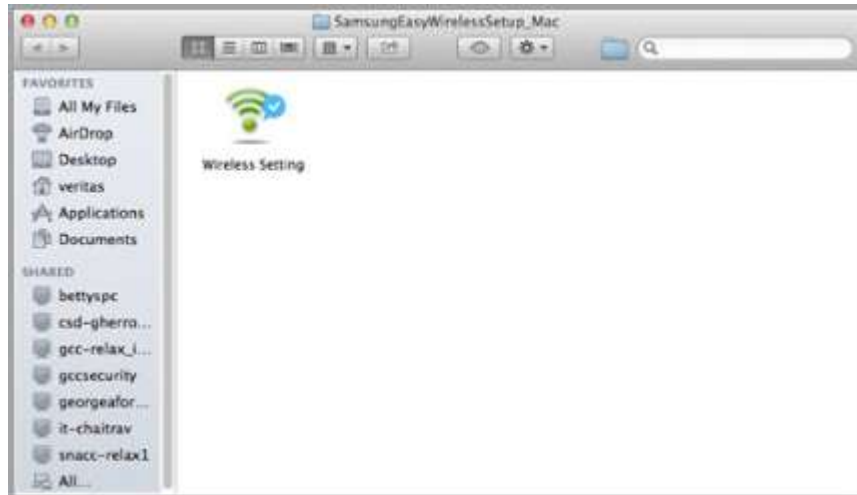 SamsungEasyWirelessSetup_Mac
FAVORITES
All My Files
AirDrop
Desktop
veritas
Applications
Documents
SHARED
bettyspc
csd-gherro...
gcc-relax_i...
gccsecurity
georgeafor...
it-chaitrav
snacc-relax1
All...
Wireless Setting